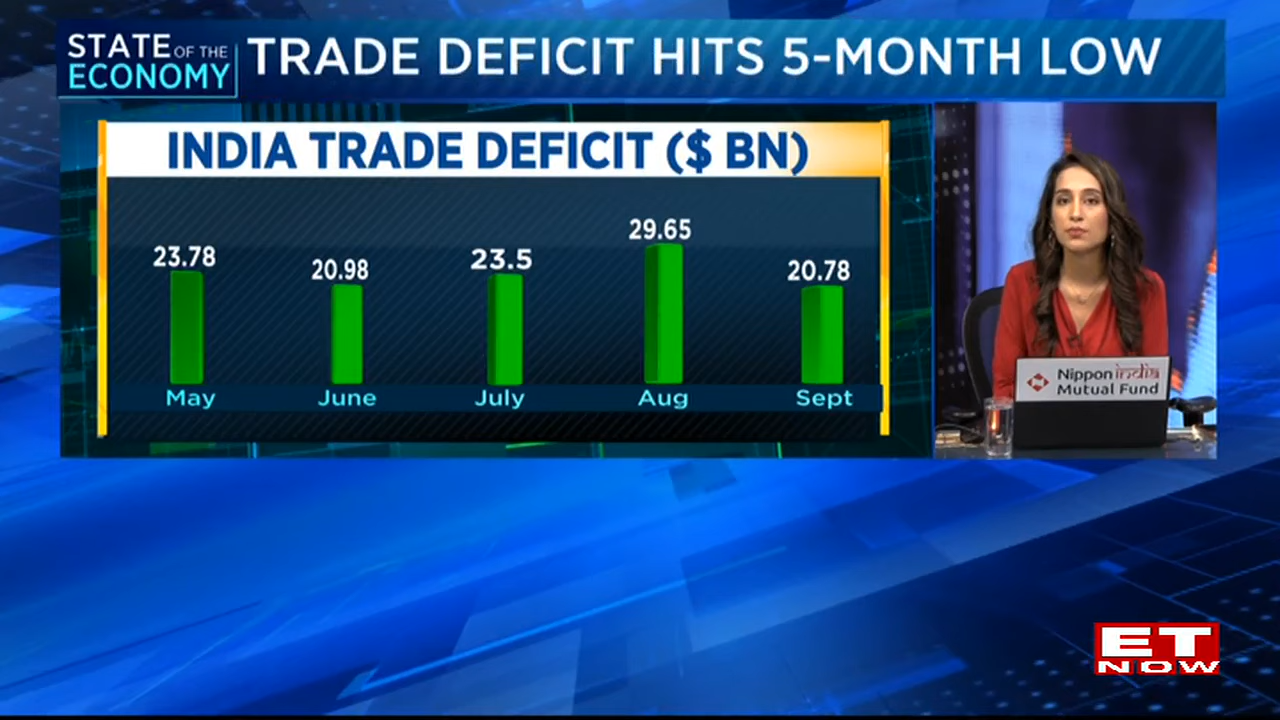 STATE OF THE
ECONOMY
TRADE DEFICIT HITS 5-MONTH LOW
INDIA TRADE DEFICIT ($ BN)
23.78
20.98
23.5
29.65
20.78
May
June
July
Aug
Sept
Nippon india
Mutual Fund
ET
NOW